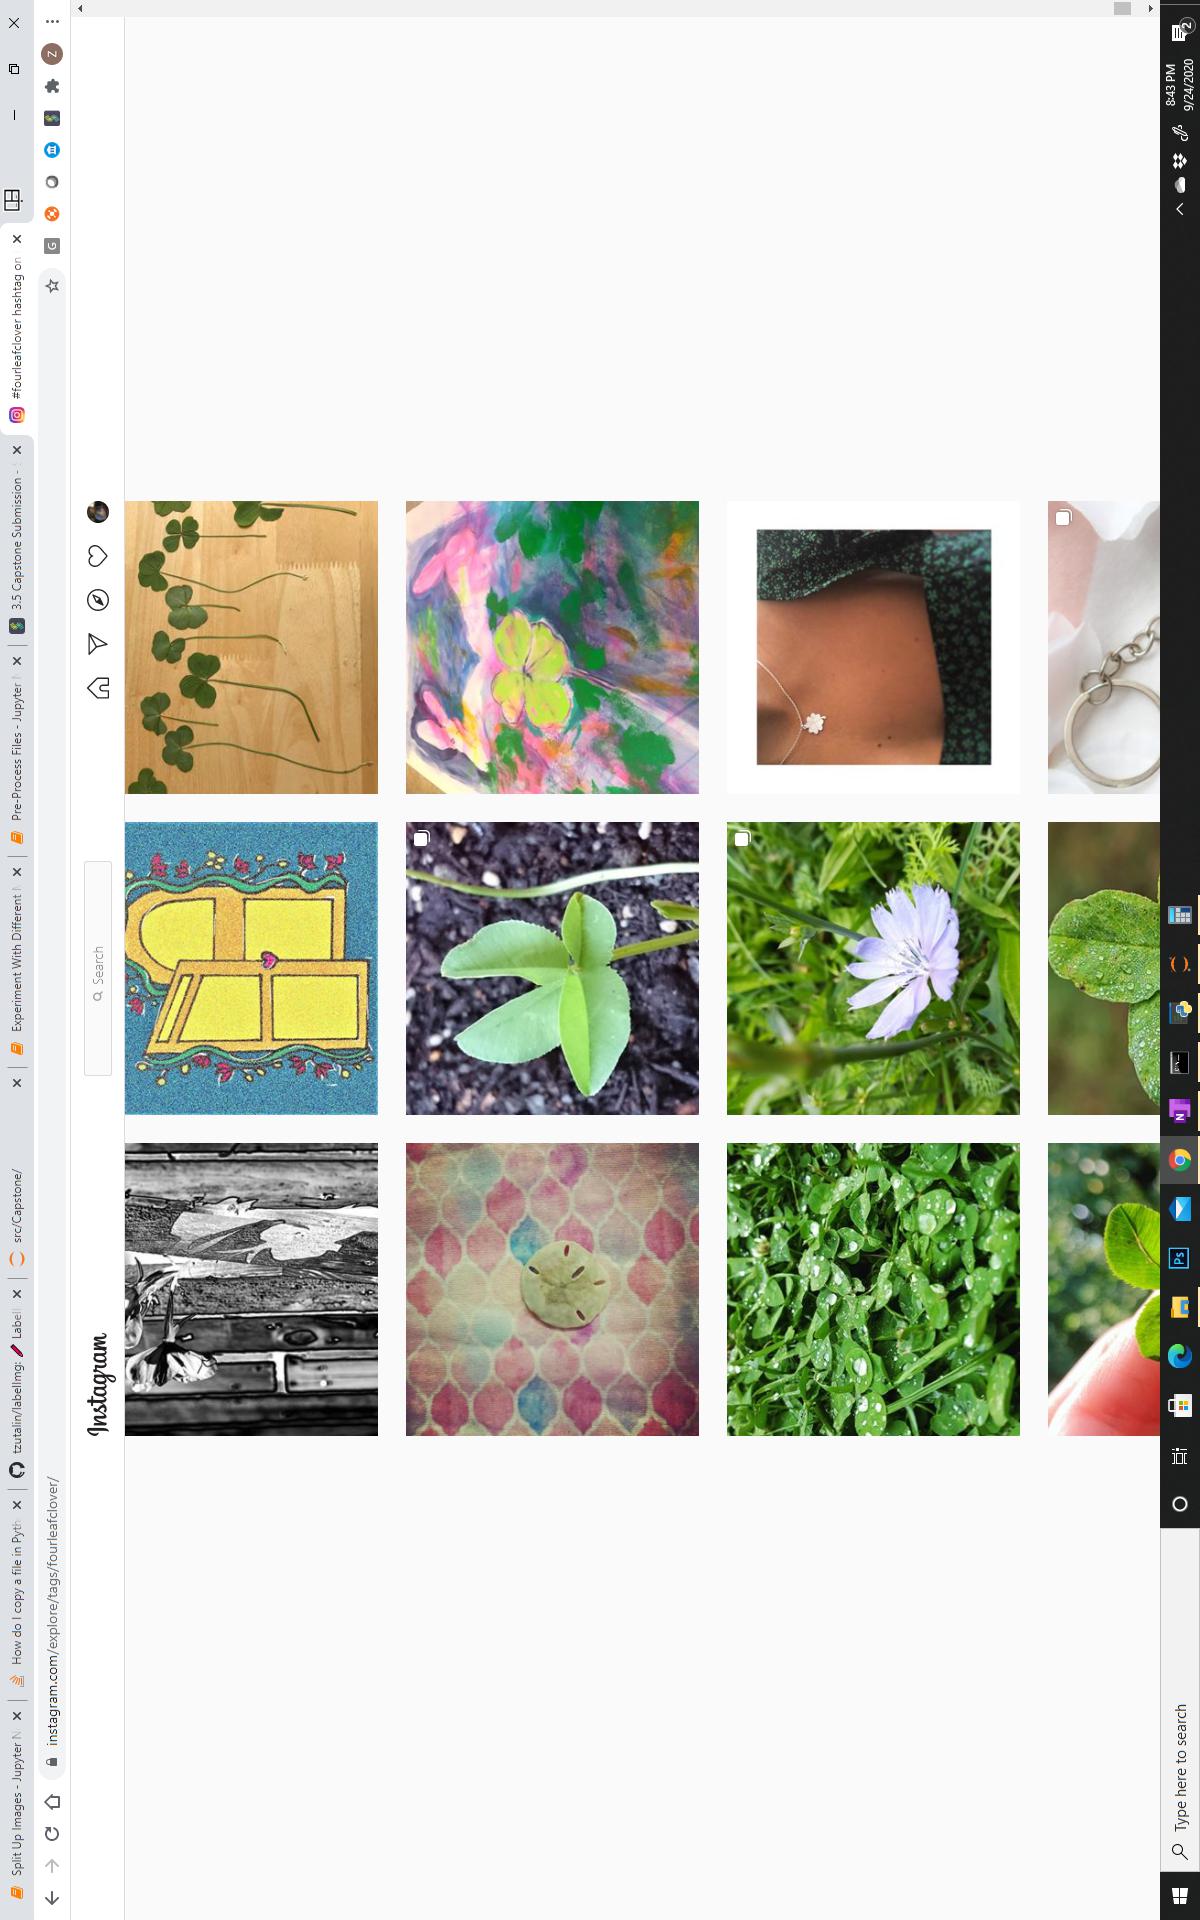 Split Up Images - Jupyter N
How do I copy a file in Pyth
tzutalin/labelImg: 🖍 Labell
src/Capstone/
Experiment With Different
Pre-Process Files - Jupyter
3.5 Capstone Submission -
#fourleafclover hashtag on
instagram.com/explore/tags/fourleafclover/
G
Z
Instagram
Search
Type here to search
Ps
N
8:43 PM
9/24/2020
2